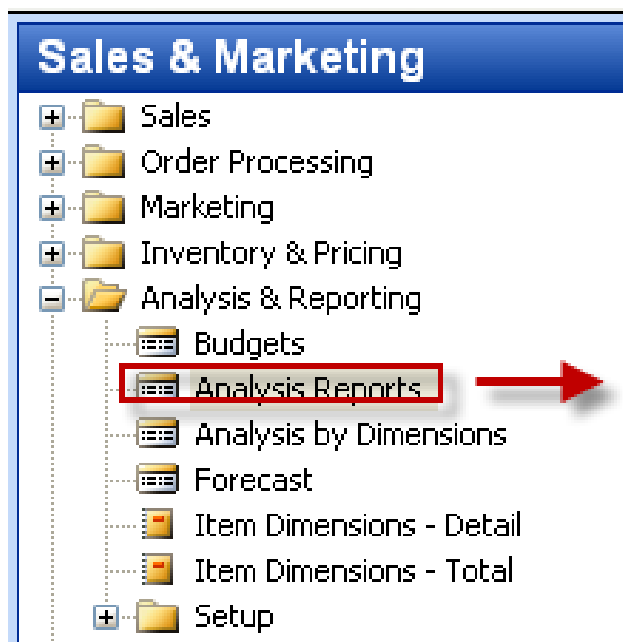 Sales & Marketing
Sales
Order Processing
Marketing
Inventory & Pricing
Analysis & Reporting
Budgets
Analysis Reports
Analysis by Dimensions
Forecast
Item Dimensions - Detail
Item Dimensions - Total
Setup